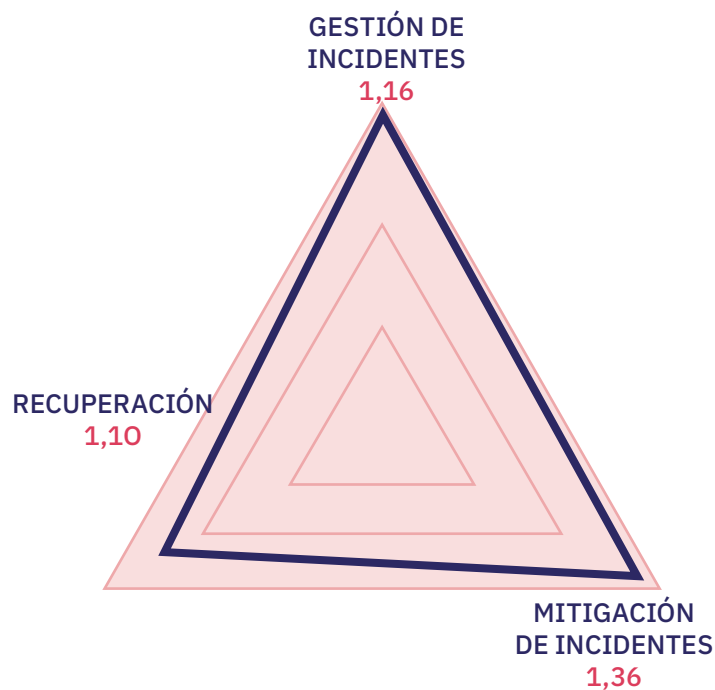 GESTIÓN DE
INCIDENTES
1,16
RECUPERACIÓN
1,10
MITIGACIÓN
DE INCIDENTES
1,36